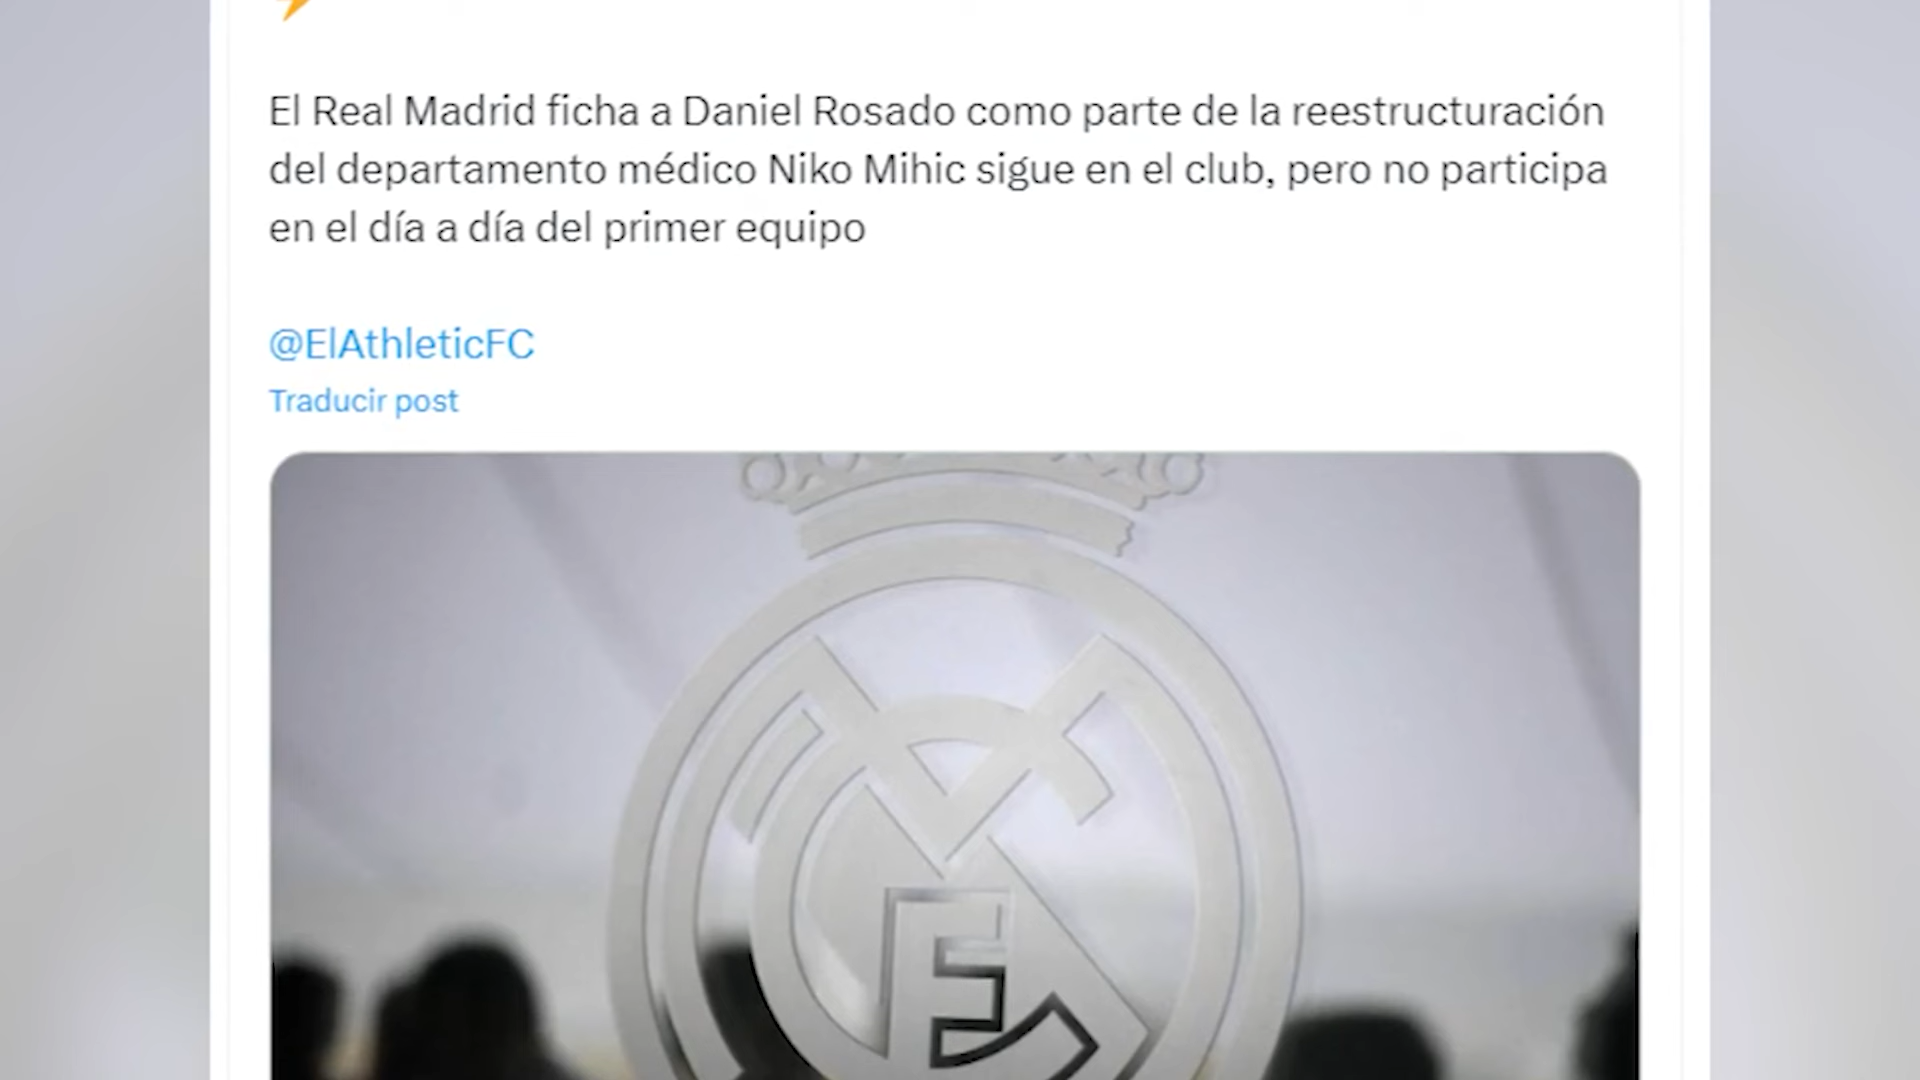 El Real Madrid ficha a Daniel Rosado como parte de la reestructuración
del departamento médico Niko Mihic sigue en el club, pero no participa
en el día a día del primer equipo
@ElAthleticFC
Traducir post